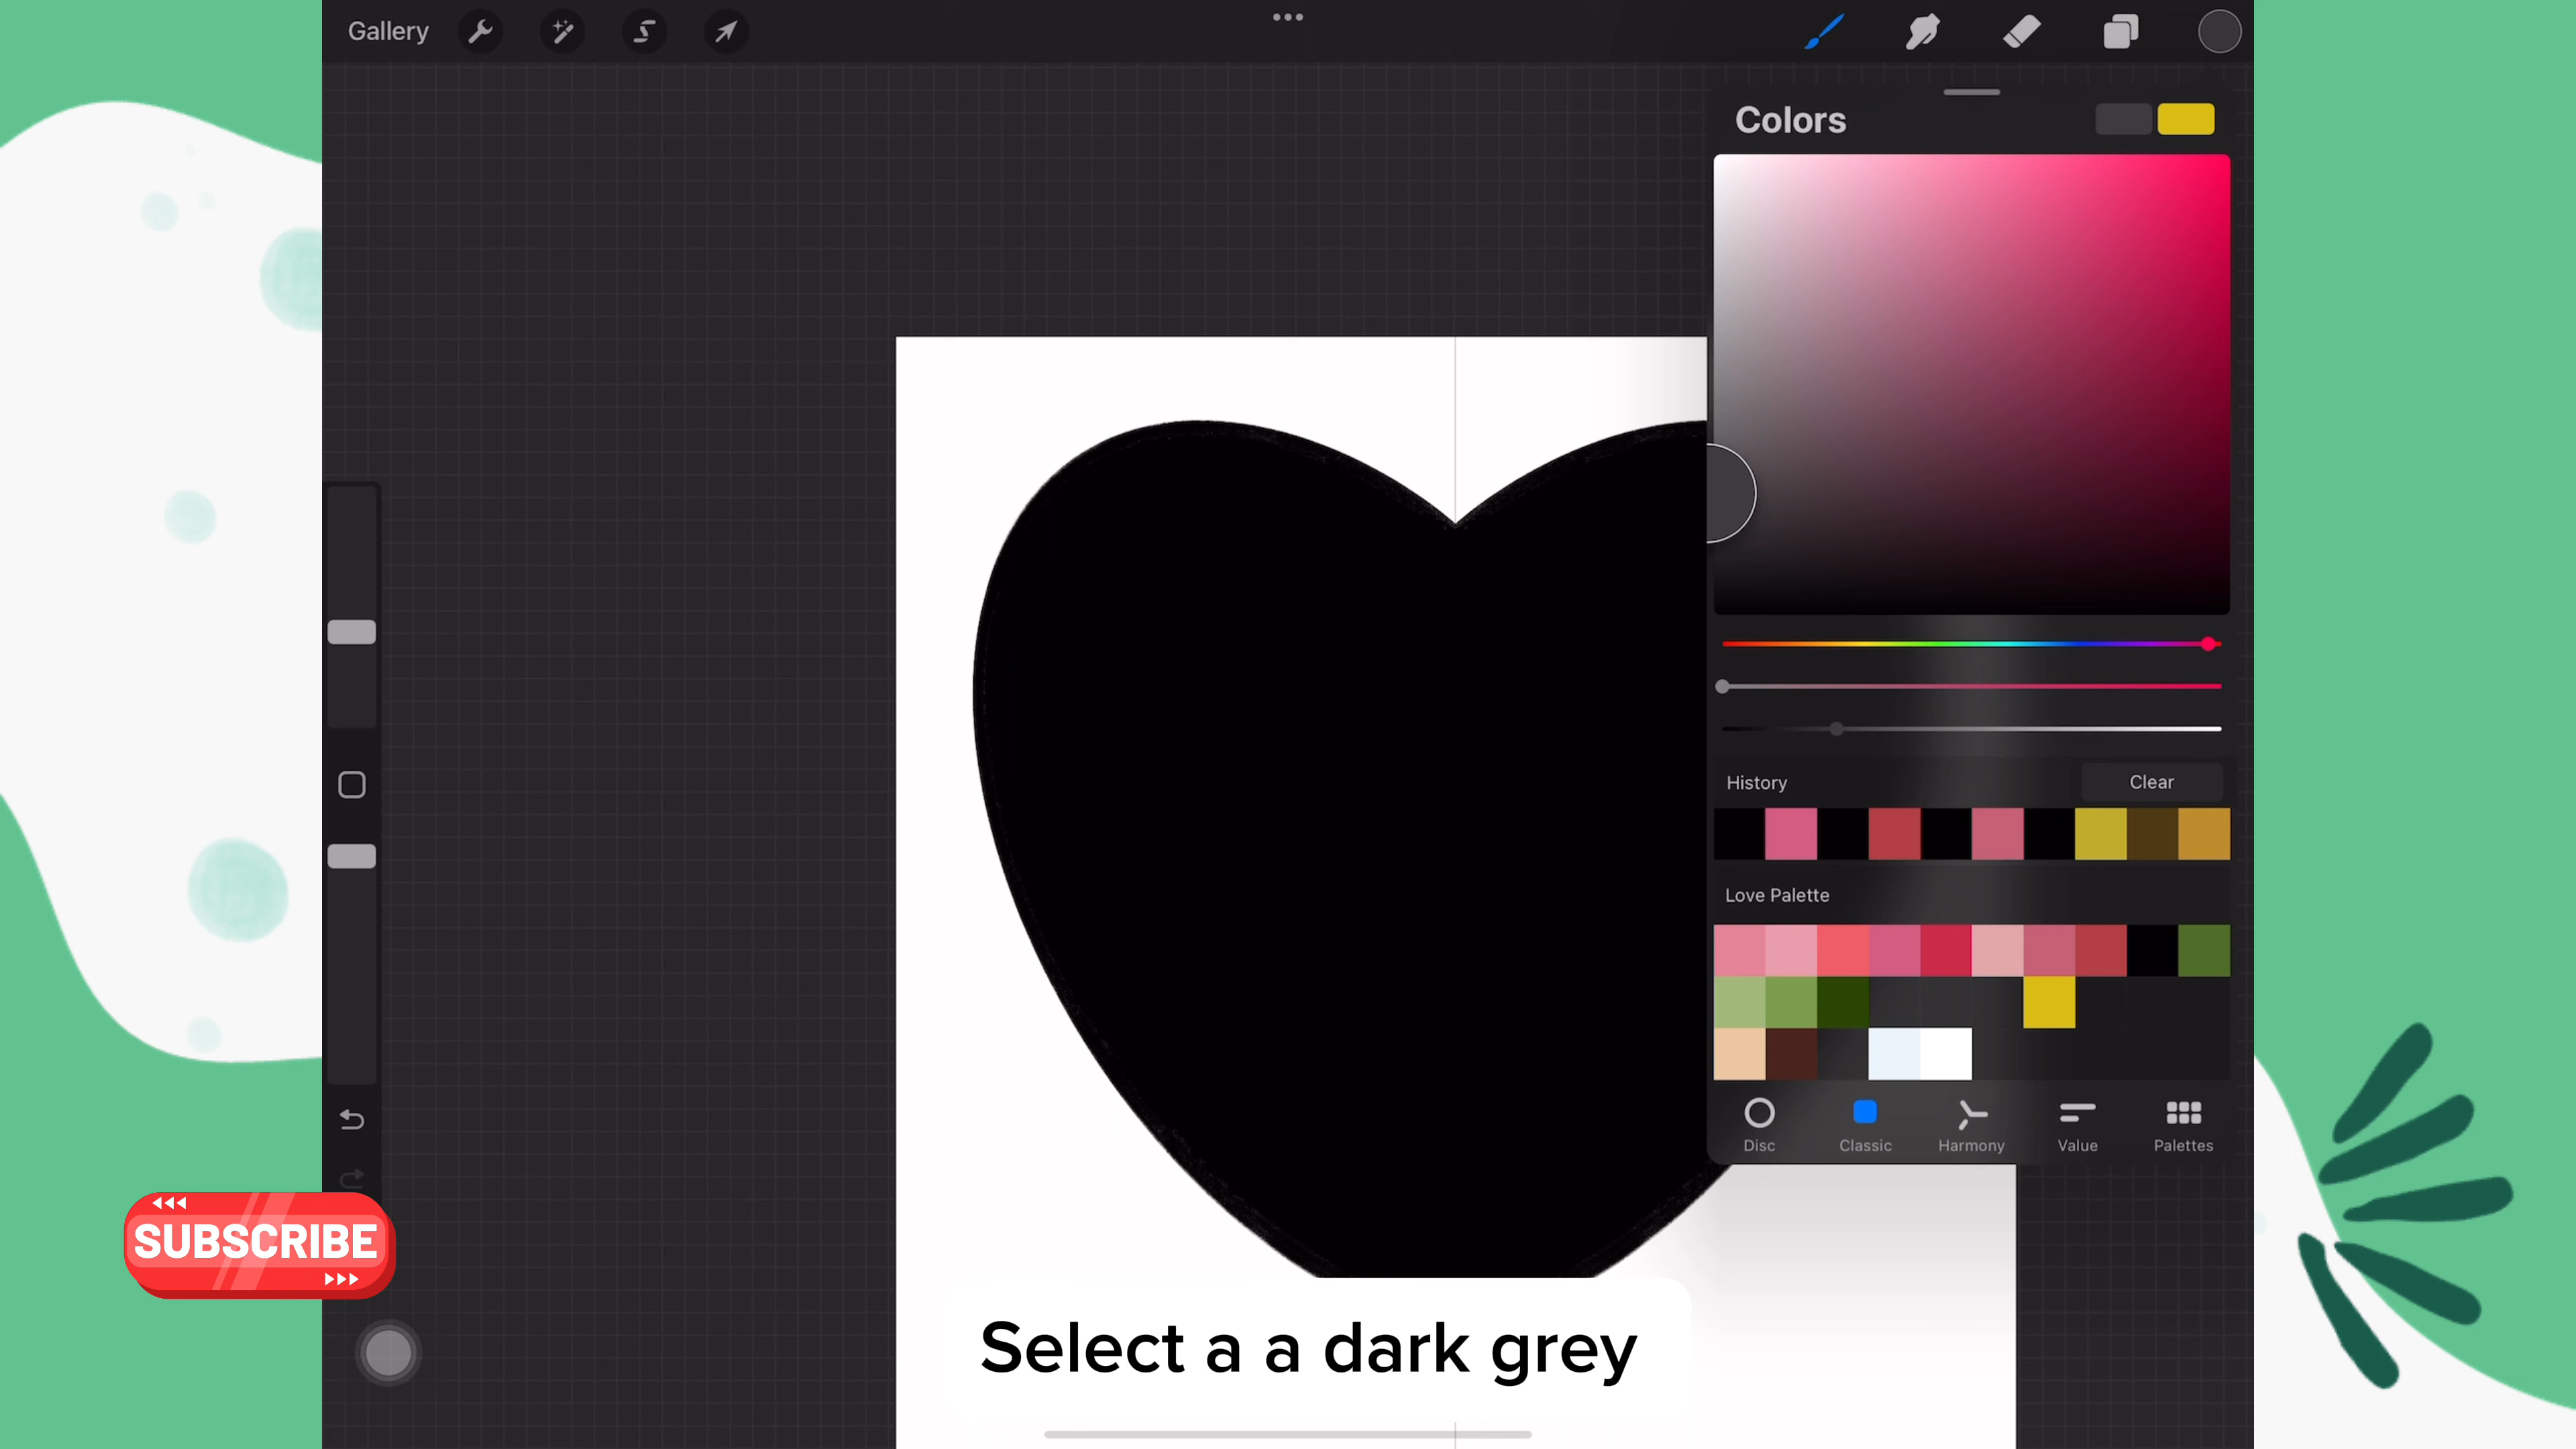 Gallery
Colors
History
Clear
Love Palette
Disc
Classic
Harmony
Value
Palettes
SUBSCRIBE
Select a a dark grey